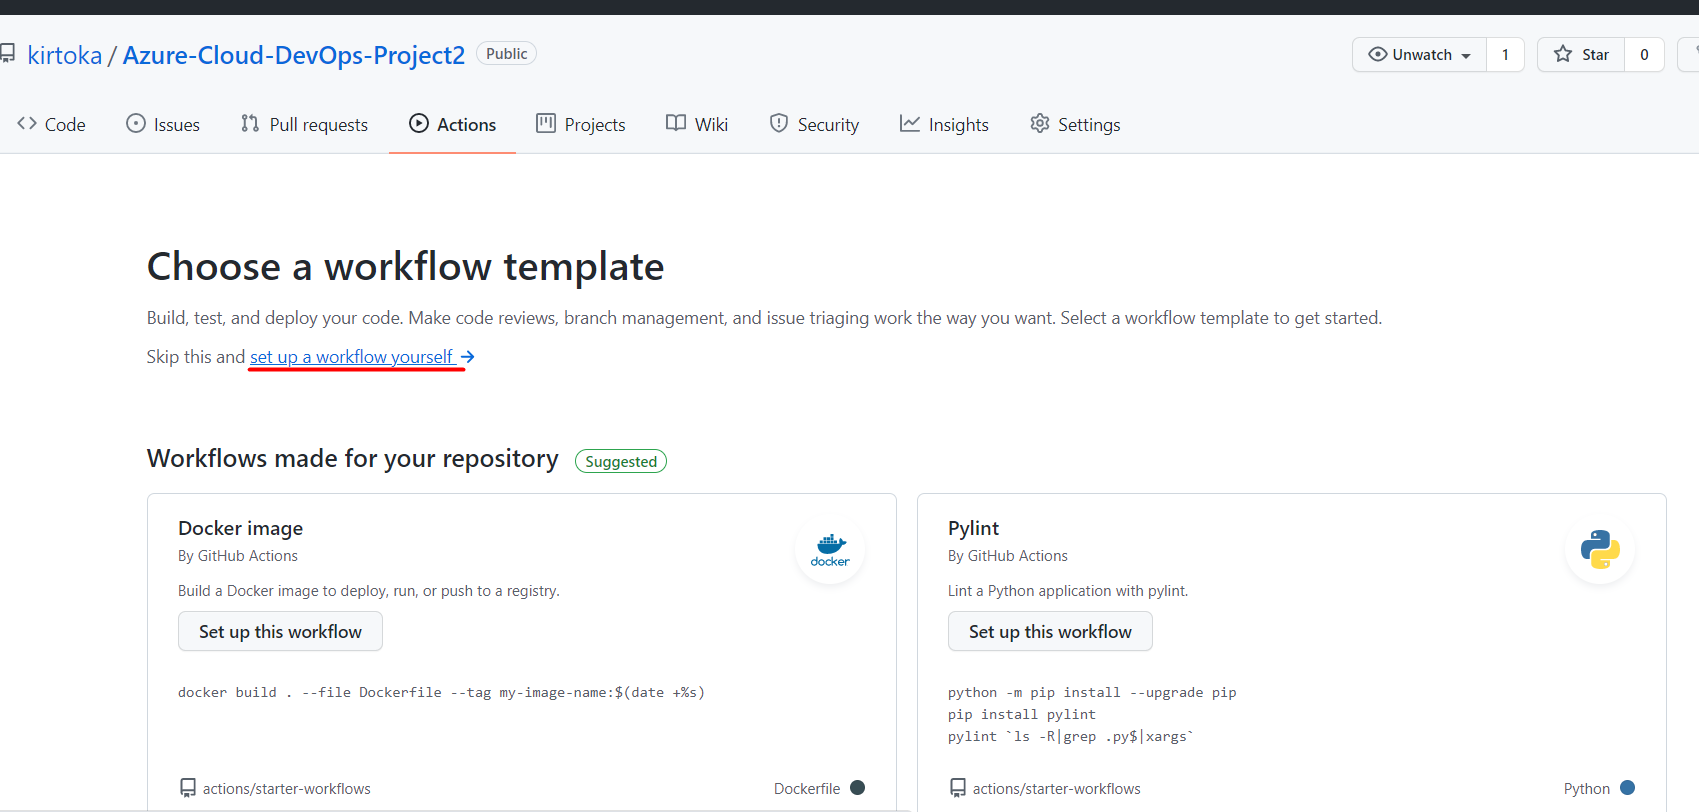 kirtoka / Azure-Cloud-DevOps-Project2 Public
Unwatch 1 Star 0
Code Issues Pull requests Actions Projects Wiki Security Insights Settings
Choose a workflow template
Build, test, and deploy your code. Make code reviews, branch management, and issue triaging work the way you want. Select a workflow template to get started.
Skip this and set up a workflow yourself →
Workflows made for your repository Suggested
Docker image
By GitHub Actions
Build a Docker image to deploy, run, or push to a registry.
docker
Set up this workflow
docker build . --file Dockerfile --tag my-image-name:$(date +%s)
actions/starter-workflows Dockerfile
Pylint
By GitHub Actions
Lint a Python application with pylint.
Set up this workflow
python -m pip install --upgrade pip
pip install pylint
pylint `ls -R|grep .py$|xargs`
actions/starter-workflows Python